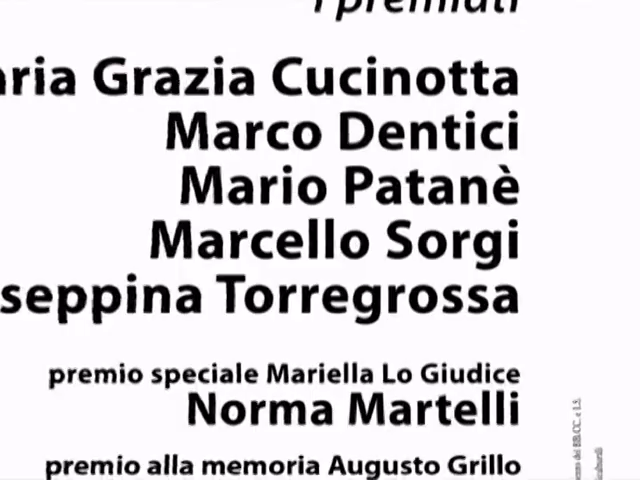 i premiati
aria Grazia Cucinotta
Marco Dentici
Mario Patanè
Marcello Sorgi
seppina Torregrossa
premio speciale Mariella Lo Giudice
Norma Martelli
premio alla memoria Augusto Grillo